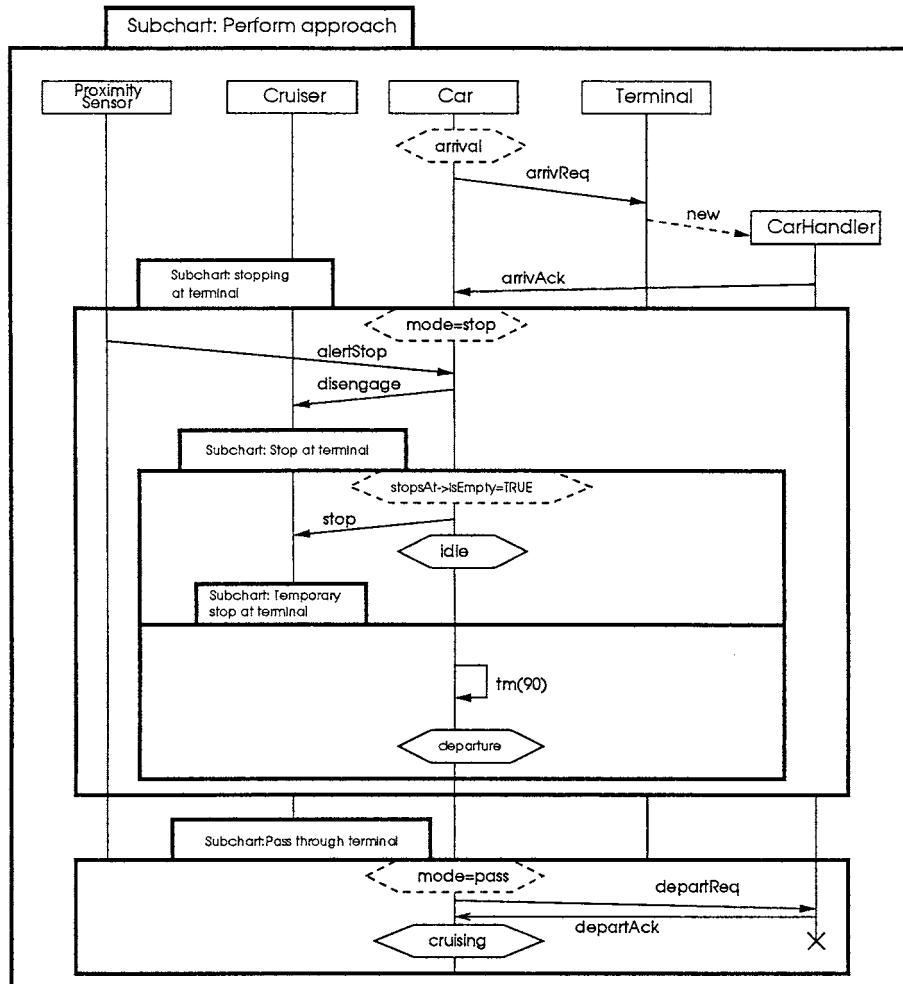 Subchart: Perform approach
Proximity
Sensor
Cruiser
Car
Terminal
arrival
arrivReq
new
CarHandler
Subchart: stopping
at terminal
arrivAck
mode=stop
alertStop
disengage
Subchart: Stop at terminal
stopsAt->isEmpty=TRUE
stop
idle
Subchart: Temporary
stop at terminal
tm(90)
departure
Subchart:Pass through terminal
mode=pass
departReq
departAck
cruising